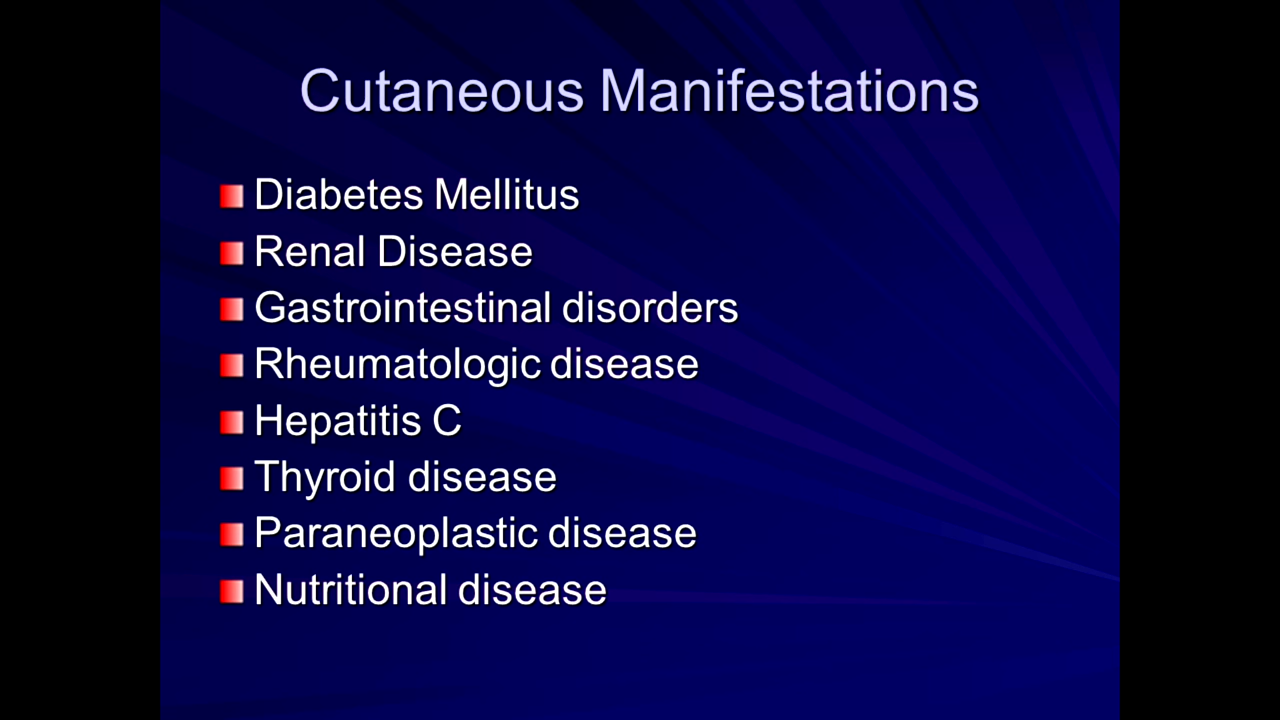 Cutaneous Manifestations
Diabetes Mellitus
Renal Disease
Gastrointestinal disorders
Rheumatologic disease
Hepatitis C
Thyroid disease
Paraneoplastic disease
Nutritional disease